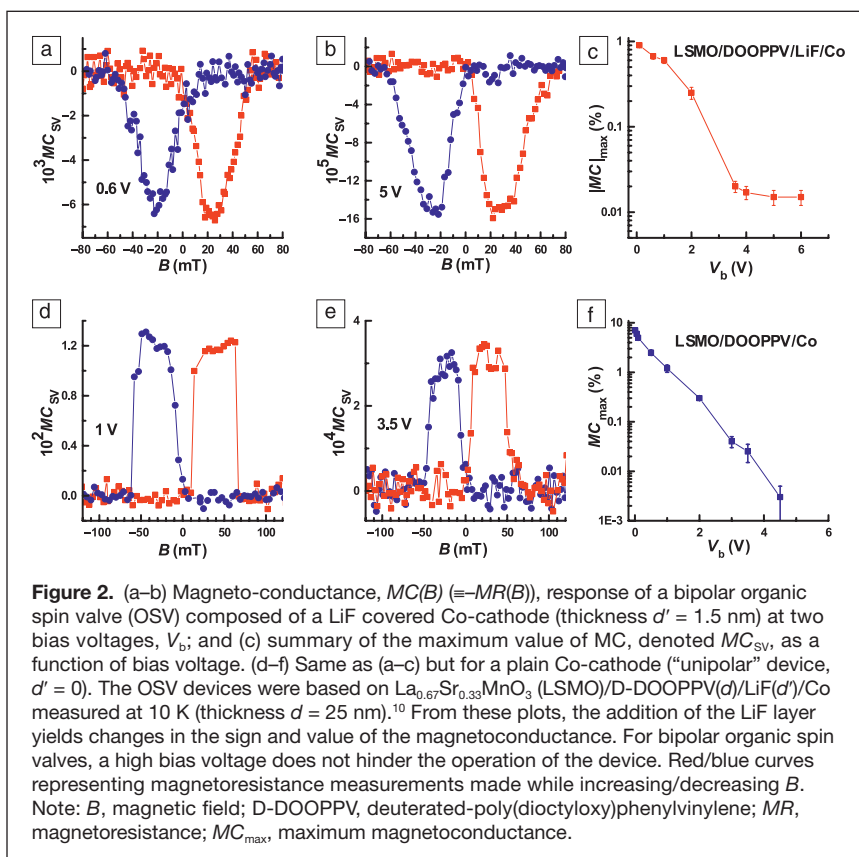 a
b
c
LSMO/DOOPPV/LiF/Co
0
−2
−4
−6
10³MC_SV
0.6 V
−80 −60 −40 −20 0 20 40 60 80
B (mT)
0
−4
−8
−12
−16
10⁵MC_SV
5 V
−80 −60 −40 −20 0 20 40 60 80
B (mT)
1
0.1
0.01
|MC|max (%)
0 2 4 6
V_b (V)
d
e
f
LSMO/DOOPPV/Co
1.2
0.6
0.0
10²MC_SV
1 V
−100 −50 0 50 100
B (mT)
4
2
0
10⁴MC_SV
3.5 V
−100 −50 0 50 100
B (mT)
10
1
0.1
0.01
1E−3
MCmax (%)
0 2 4 6
V_b (V)
Figure 2. (a–b) Magneto-conductance, MC(B) (≡–MR(B)), response of a bipolar organic
spin valve (OSV) composed of a LiF covered Co-cathode (thickness d′ = 1.5 nm) at two
bias voltages, V_b; and (c) summary of the maximum value of MC, denoted MC_SV, as a
function of bias voltage. (d–f) Same as (a–c) but for a plain Co-cathode (“unipolar” device,
d′ = 0). The OSV devices were based on La₀.₆₇Sr₀.₃₃MnO₃ (LSMO)/D-DOOPPV(d)/LiF(d′)/Co
measured at 10 K (thickness d = 25 nm).¹⁰ From these plots, the addition of the LiF layer
yields changes in the sign and value of the magnetoconductance. For bipolar organic spin
valves, a high bias voltage does not hinder the operation of the device. Red/blue curves
representing magnetoresistance measurements made while increasing/decreasing B.
Note: B, magnetic field; D-DOOPPV, deuterated-poly(dioctyloxy)phenylvinylene; MR,
magnetoresistance; MCmax, maximum magnetoconductance.